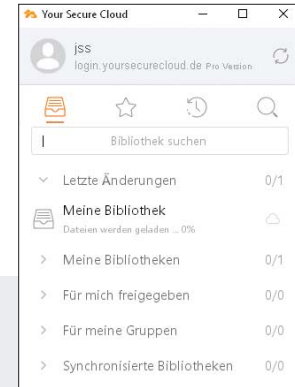 Your Secure Cloud
jss
login.yoursecurecloud.de Pro Version
Bibliothek suchen
Letzte Änderungen 0/1
Meine Bibliothek
Dateien werden geladen ... 0%
Meine Bibliotheken 0/1
Für mich freigegeben 0/0
Für meine Gruppen 0/0
Synchronisierte Bibliotheken 0/0